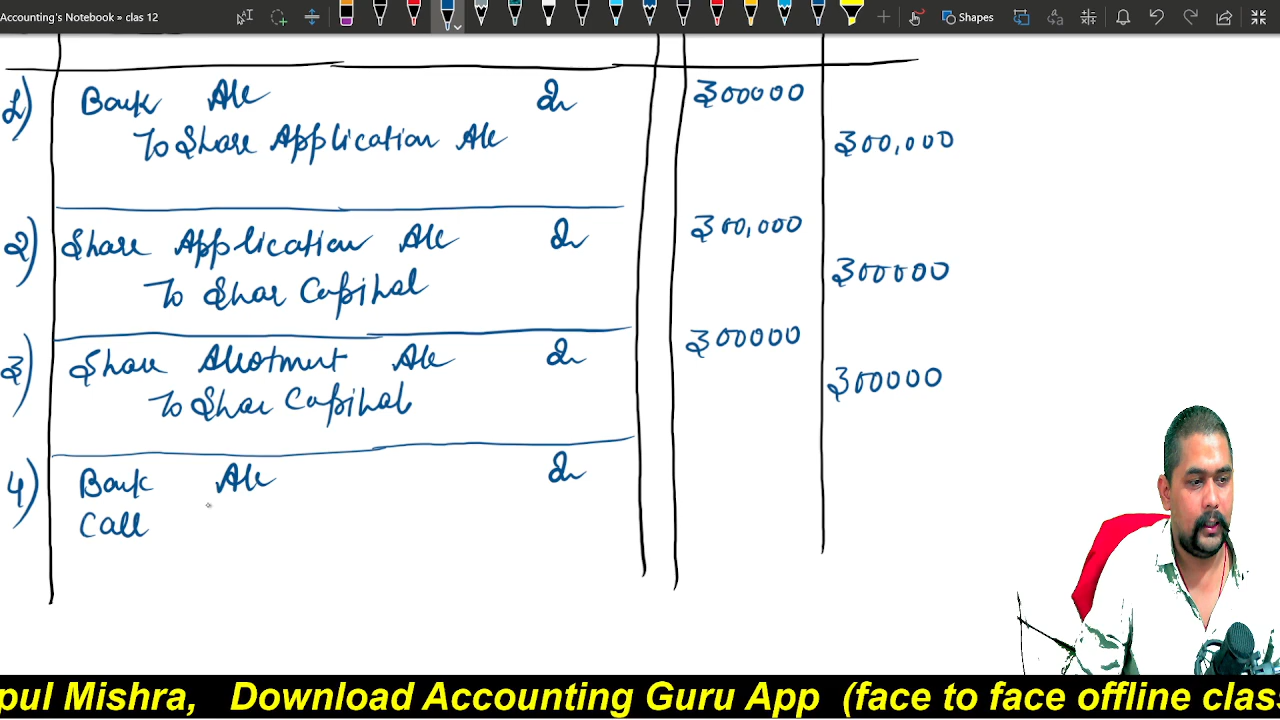 Accounting's Notebook » clas 12
Shapes
1) Bank A/c Dr 300000
To Share Application A/c 300,000
2) Share Application A/c Dr 300,000
To Shar Capital 300000
3) Share Allotment A/c Dr 300000
To Shar Capital 300000
4) Bank A/c Dr
Call
pul Mishra, Download Accounting Guru App (face to face offline clas